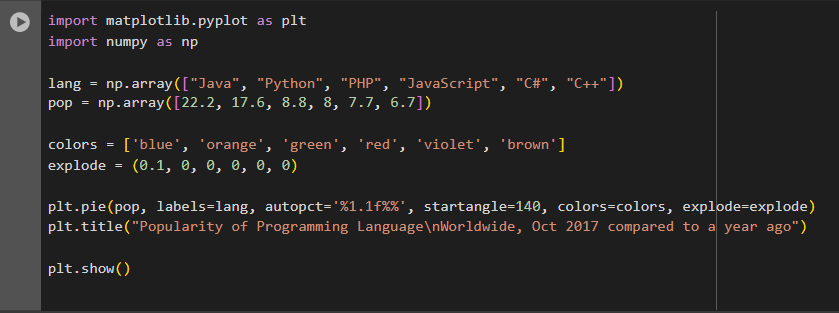 import matplotlib.pyplot as plt
import numpy as np
lang = np.array(["Java", "Python", "PHP", "JavaScript", "C#", "C++"])
pop = np.array([22.2, 17.6, 8.8, 8, 7.7, 6.7])
colors = ['blue', 'orange', 'green', 'red', 'violet', 'brown']
explode = (0.1, 0, 0, 0, 0, 0)
plt.pie(pop, labels=lang, autopct='%1.1f%%', startangle=140, colors=colors, explode=explode)
plt.title("Popularity of Programming Language\nWorldwide, Oct 2017 compared to a year ago")
plt.show()